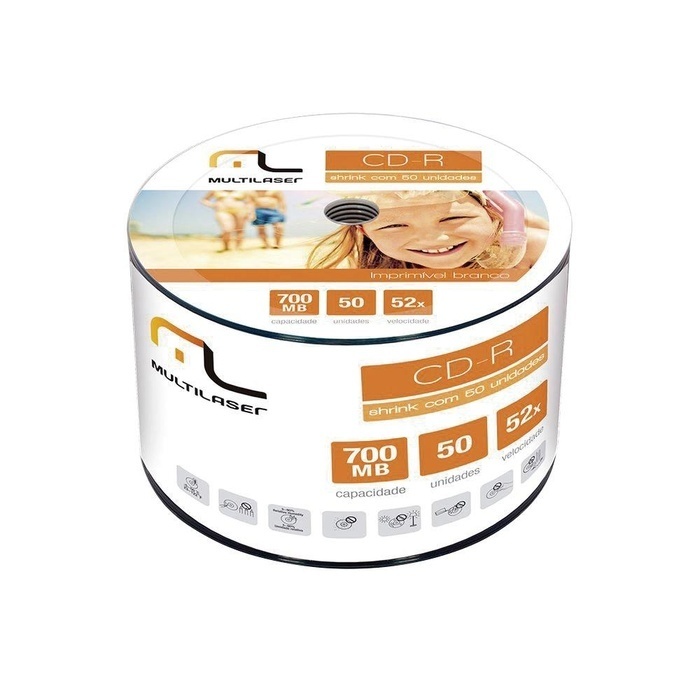 MULTILASER
CD-R
shrink com 50 unidades
Imprimível branco
700 MB
capacidade
50
unidades
52x
velocidade
MULTILASER
CD-R
shrink com 50 unidades
700 MB
capacidade
50
unidades
52x
velocidade